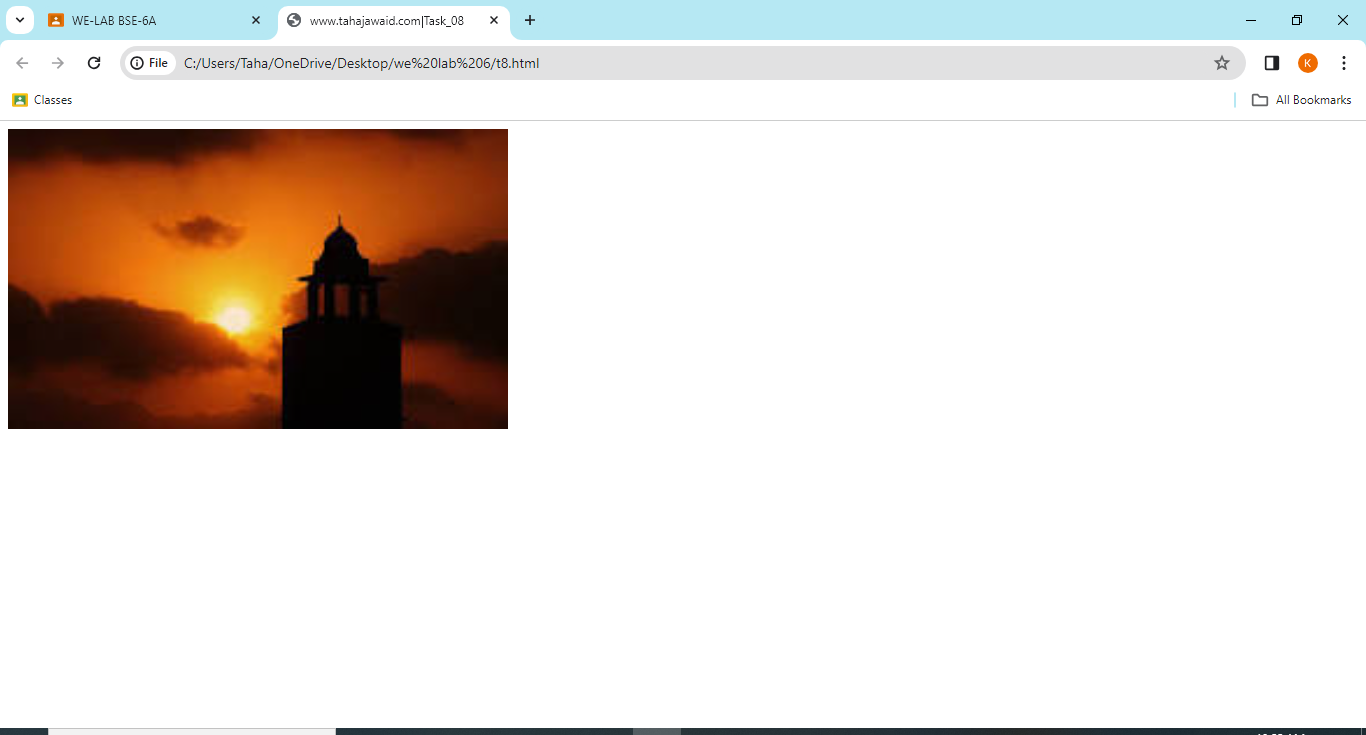 WE-LAB BSE-6A
www.tahajawaid.com|Task_08
File
C:/Users/Taha/OneDrive/Desktop/we%20lab%206/t8.html
K
Classes
All Bookmarks